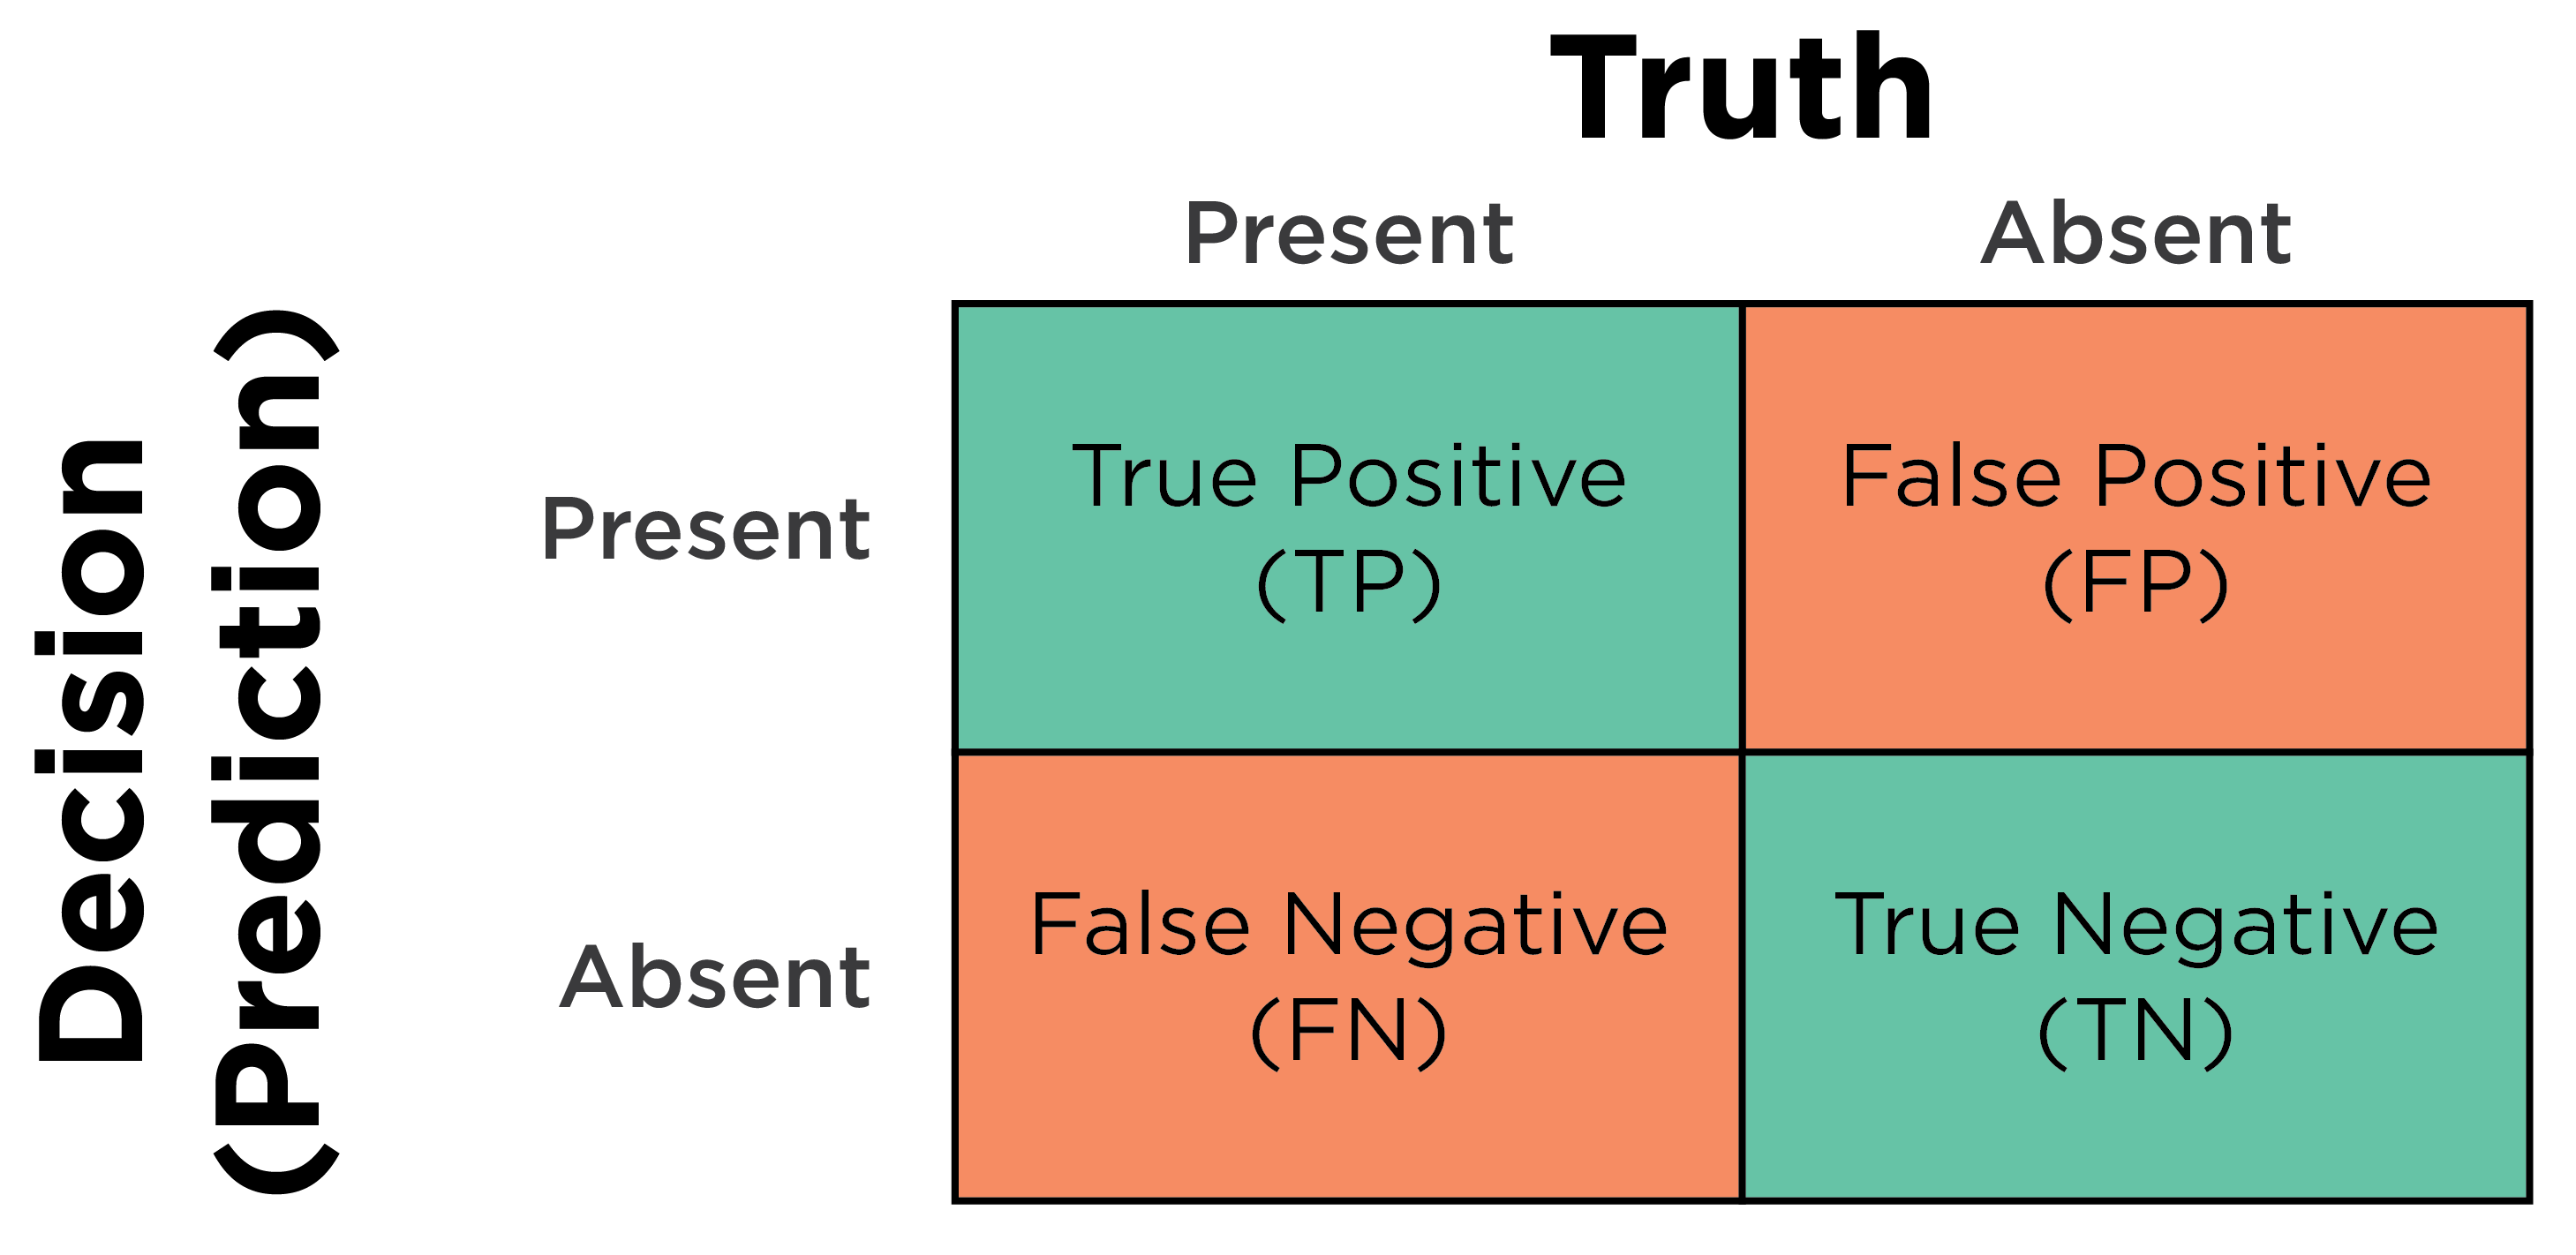 Truth
Present
Absent
Decision
(Prediction)
Present
True Positive
(TP)
False Positive
(FP)
Absent
False Negative
(FN)
True Negative
(TN)